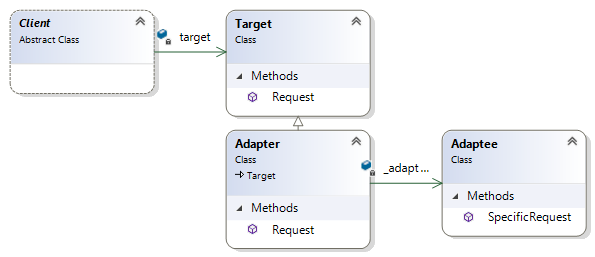 Client
Abstract Class
target
Target
Class
Methods
Request
Adapter
Class
Target
Methods
Request
_adapt...
Adaptee
Class
Methods
SpecificRequest